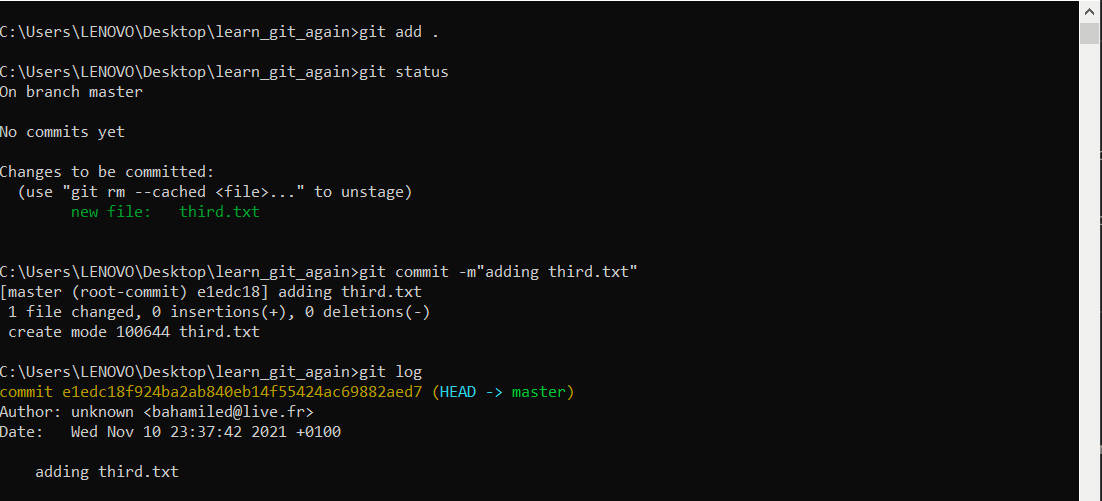 C:\Users\LENOVO\Desktop\learn_git_again>git add .
C:\Users\LENOVO\Desktop\learn_git_again>git status
On branch master
No commits yet
Changes to be committed:
  (use "git rm --cached <file>..." to unstage)
        new file:   third.txt
C:\Users\LENOVO\Desktop\learn_git_again>git commit -m"adding third.txt"
[master (root-commit) e1edc18] adding third.txt
 1 file changed, 0 insertions(+), 0 deletions(-)
 create mode 100644 third.txt
C:\Users\LENOVO\Desktop\learn_git_again>git log
commit e1edc18f924ba2ab840eb14f55424ac69882aed7 (HEAD -> master)
Author: unknown <bahamiled@live.fr>
Date:   Wed Nov 10 23:37:42 2021 +0100
    adding third.txt